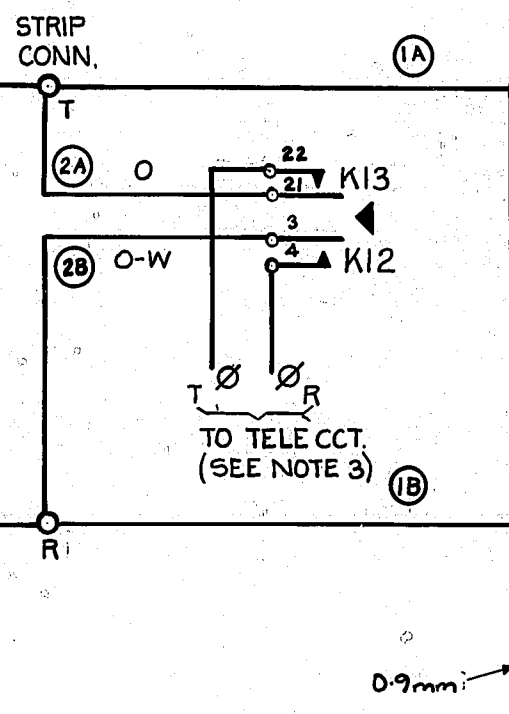 STRIP
CONN.
1A
T
2A
O
22
21
K13
3
4
K12
2B
O-W
T
R
TO TELE CCT.
(SEE NOTE 3)
1B
R
0.9mm